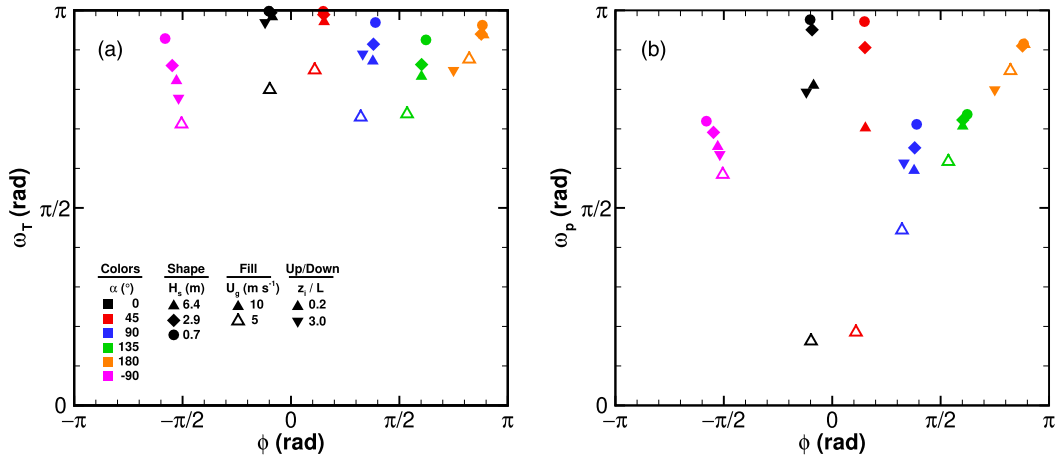 (a)
π
π/2
0
ω_T (rad)
−π
−π/2
0
π/2
π
ϕ (rad)
Colors
α (°)
0
45
90
135
180
-90
Shape
H_s (m)
6.4
2.9
0.7
Fill
U_g (m s⁻¹)
10
5
Up/Down
z_i / L
0.2
3.0
(b)
π
π/2
0
ω_p (rad)
−π
−π/2
0
π/2
π
ϕ (rad)